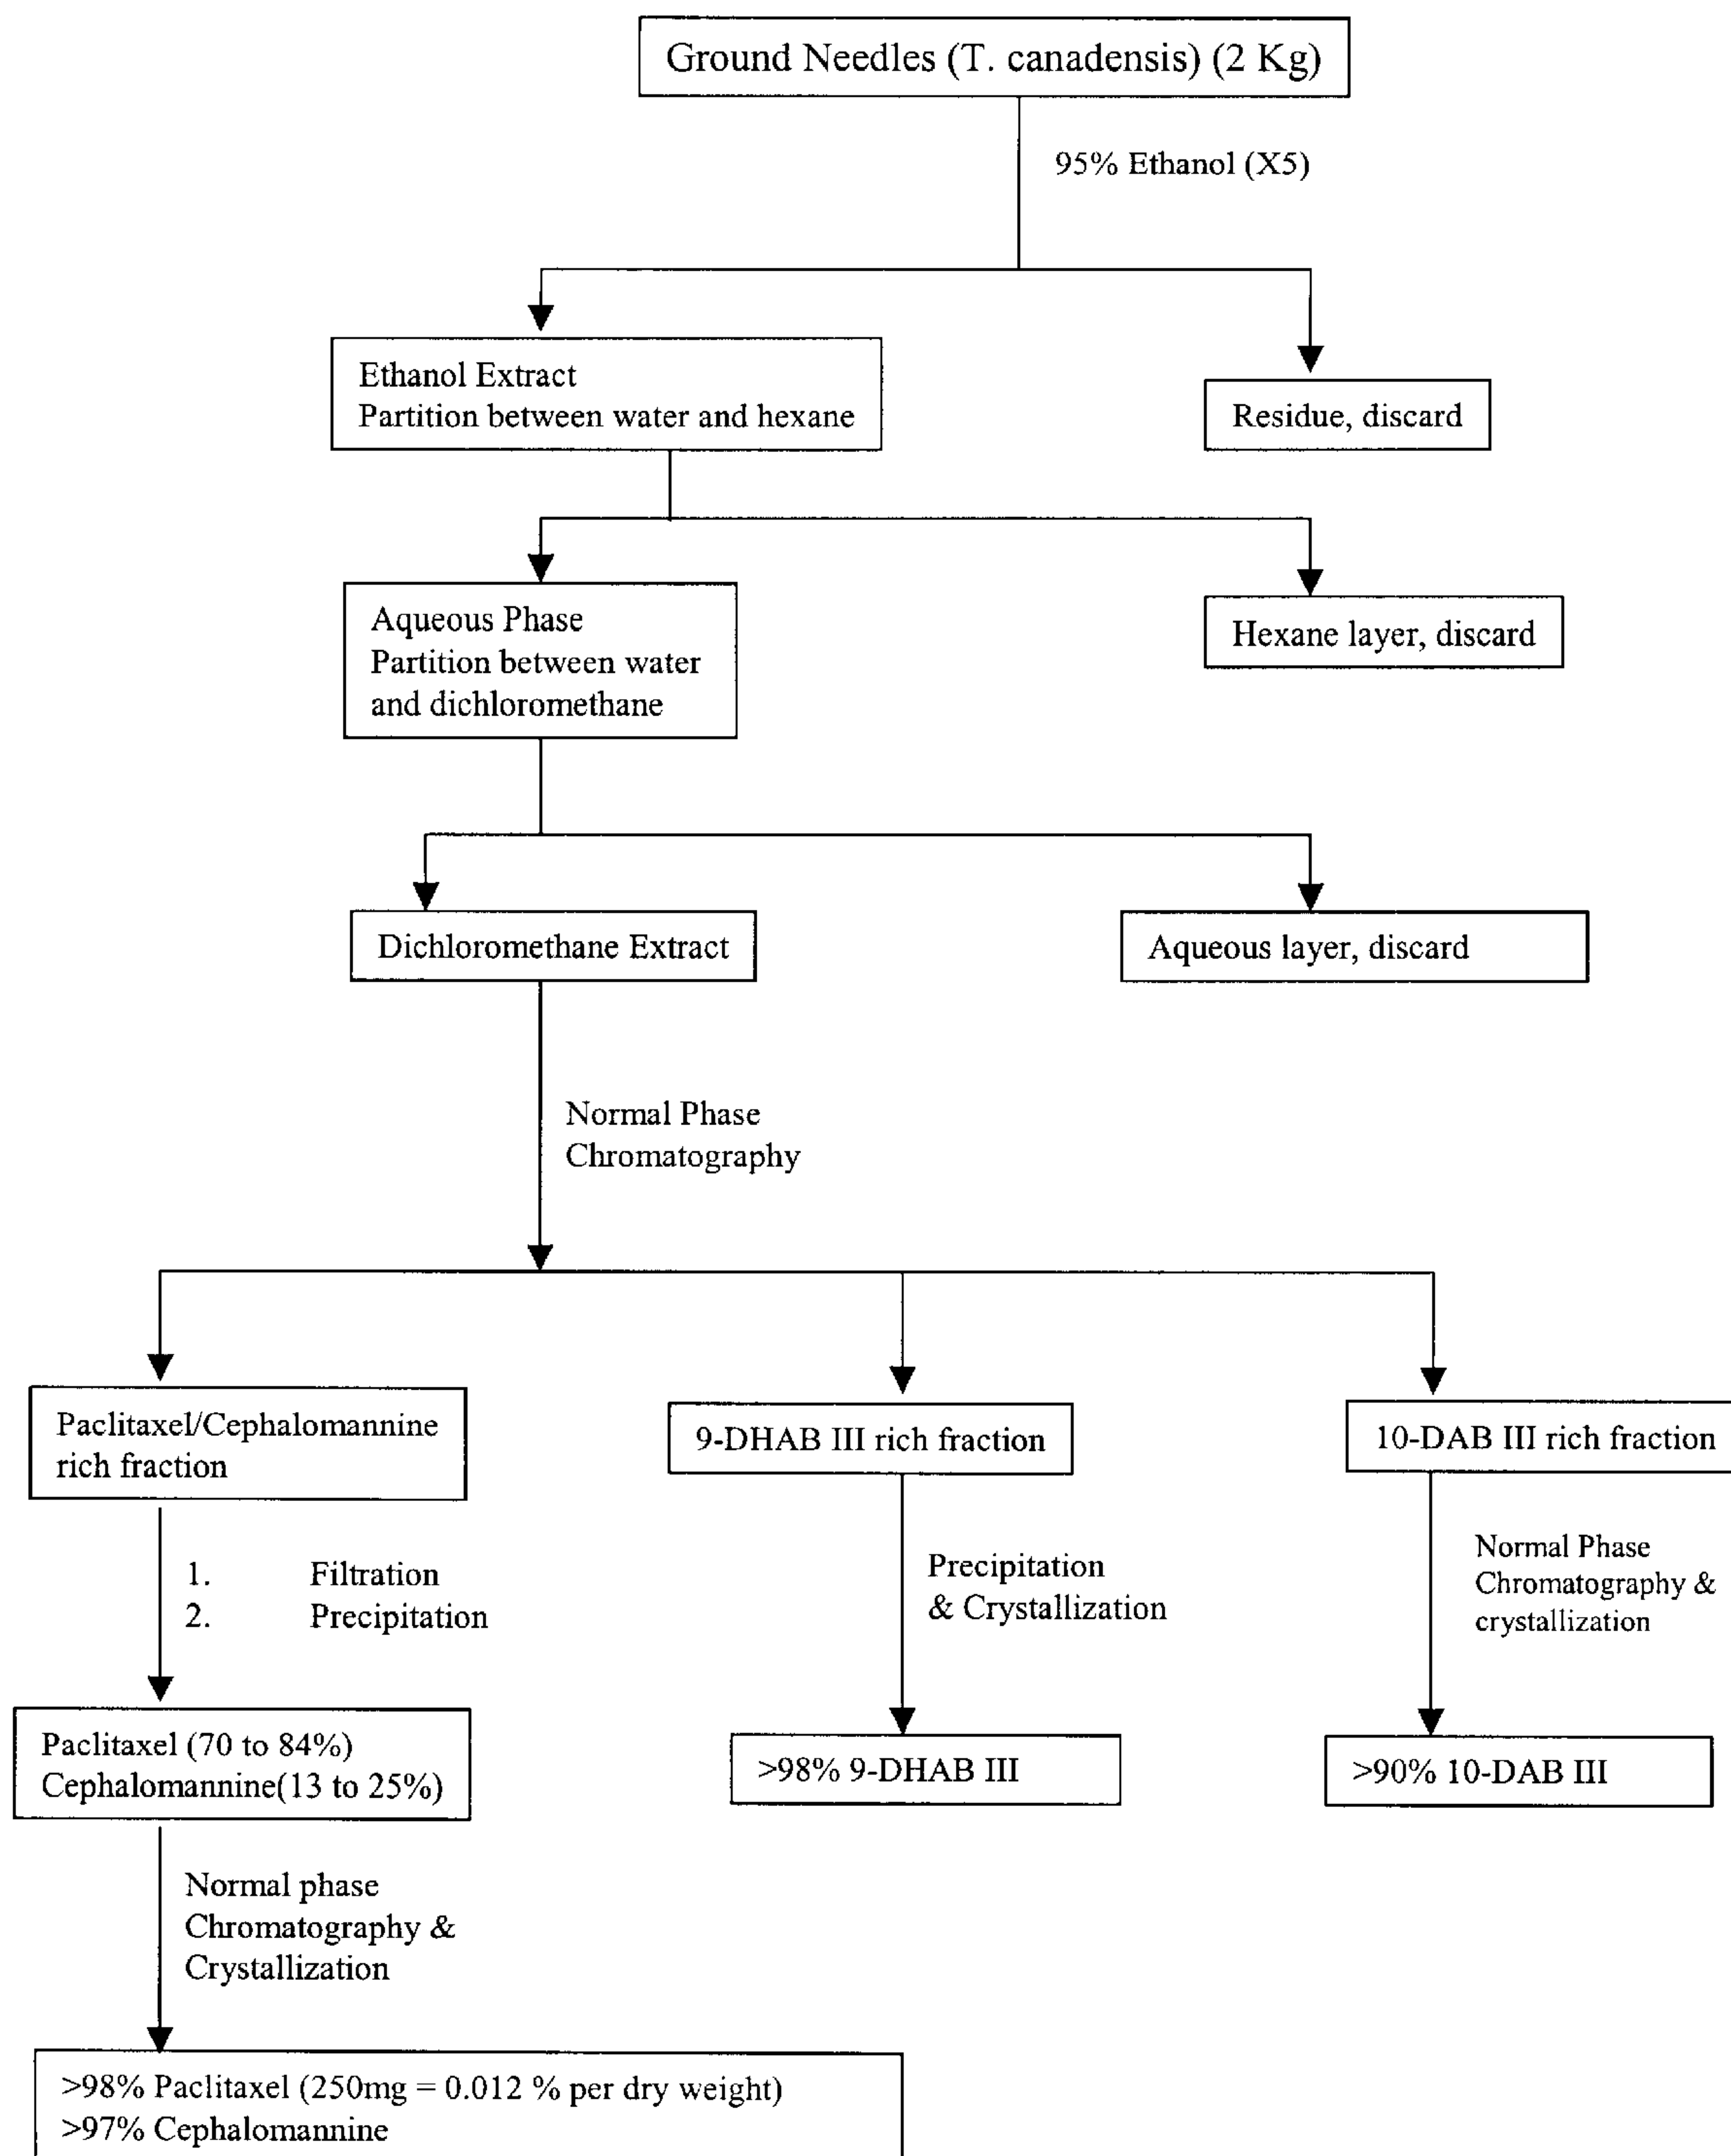 Ground Needles (T. canadensis) (2 Kg)
95% Ethanol (X5)
Ethanol Extract
Partition between water and hexane
Residue, discard
Aqueous Phase
Partition between water
and dichloromethane
Hexane layer, discard
Dichloromethane Extract
Aqueous layer, discard
Normal Phase
Chromatography
Paclitaxel/Cephalomannine
rich fraction
9-DHAB III rich fraction
10-DAB III rich fraction
1. Filtration
2. Precipitation
Precipitation
& Crystallization
Normal Phase
Chromatography &
crystallization
Paclitaxel (70 to 84%)
Cephalomannine(13 to 25%)
>98% 9-DHAB III
>90% 10-DAB III
Normal phase
Chromatography &
Crystallization
>98% Paclitaxel (250mg = 0.012 % per dry weight)
>97% Cephalomannine